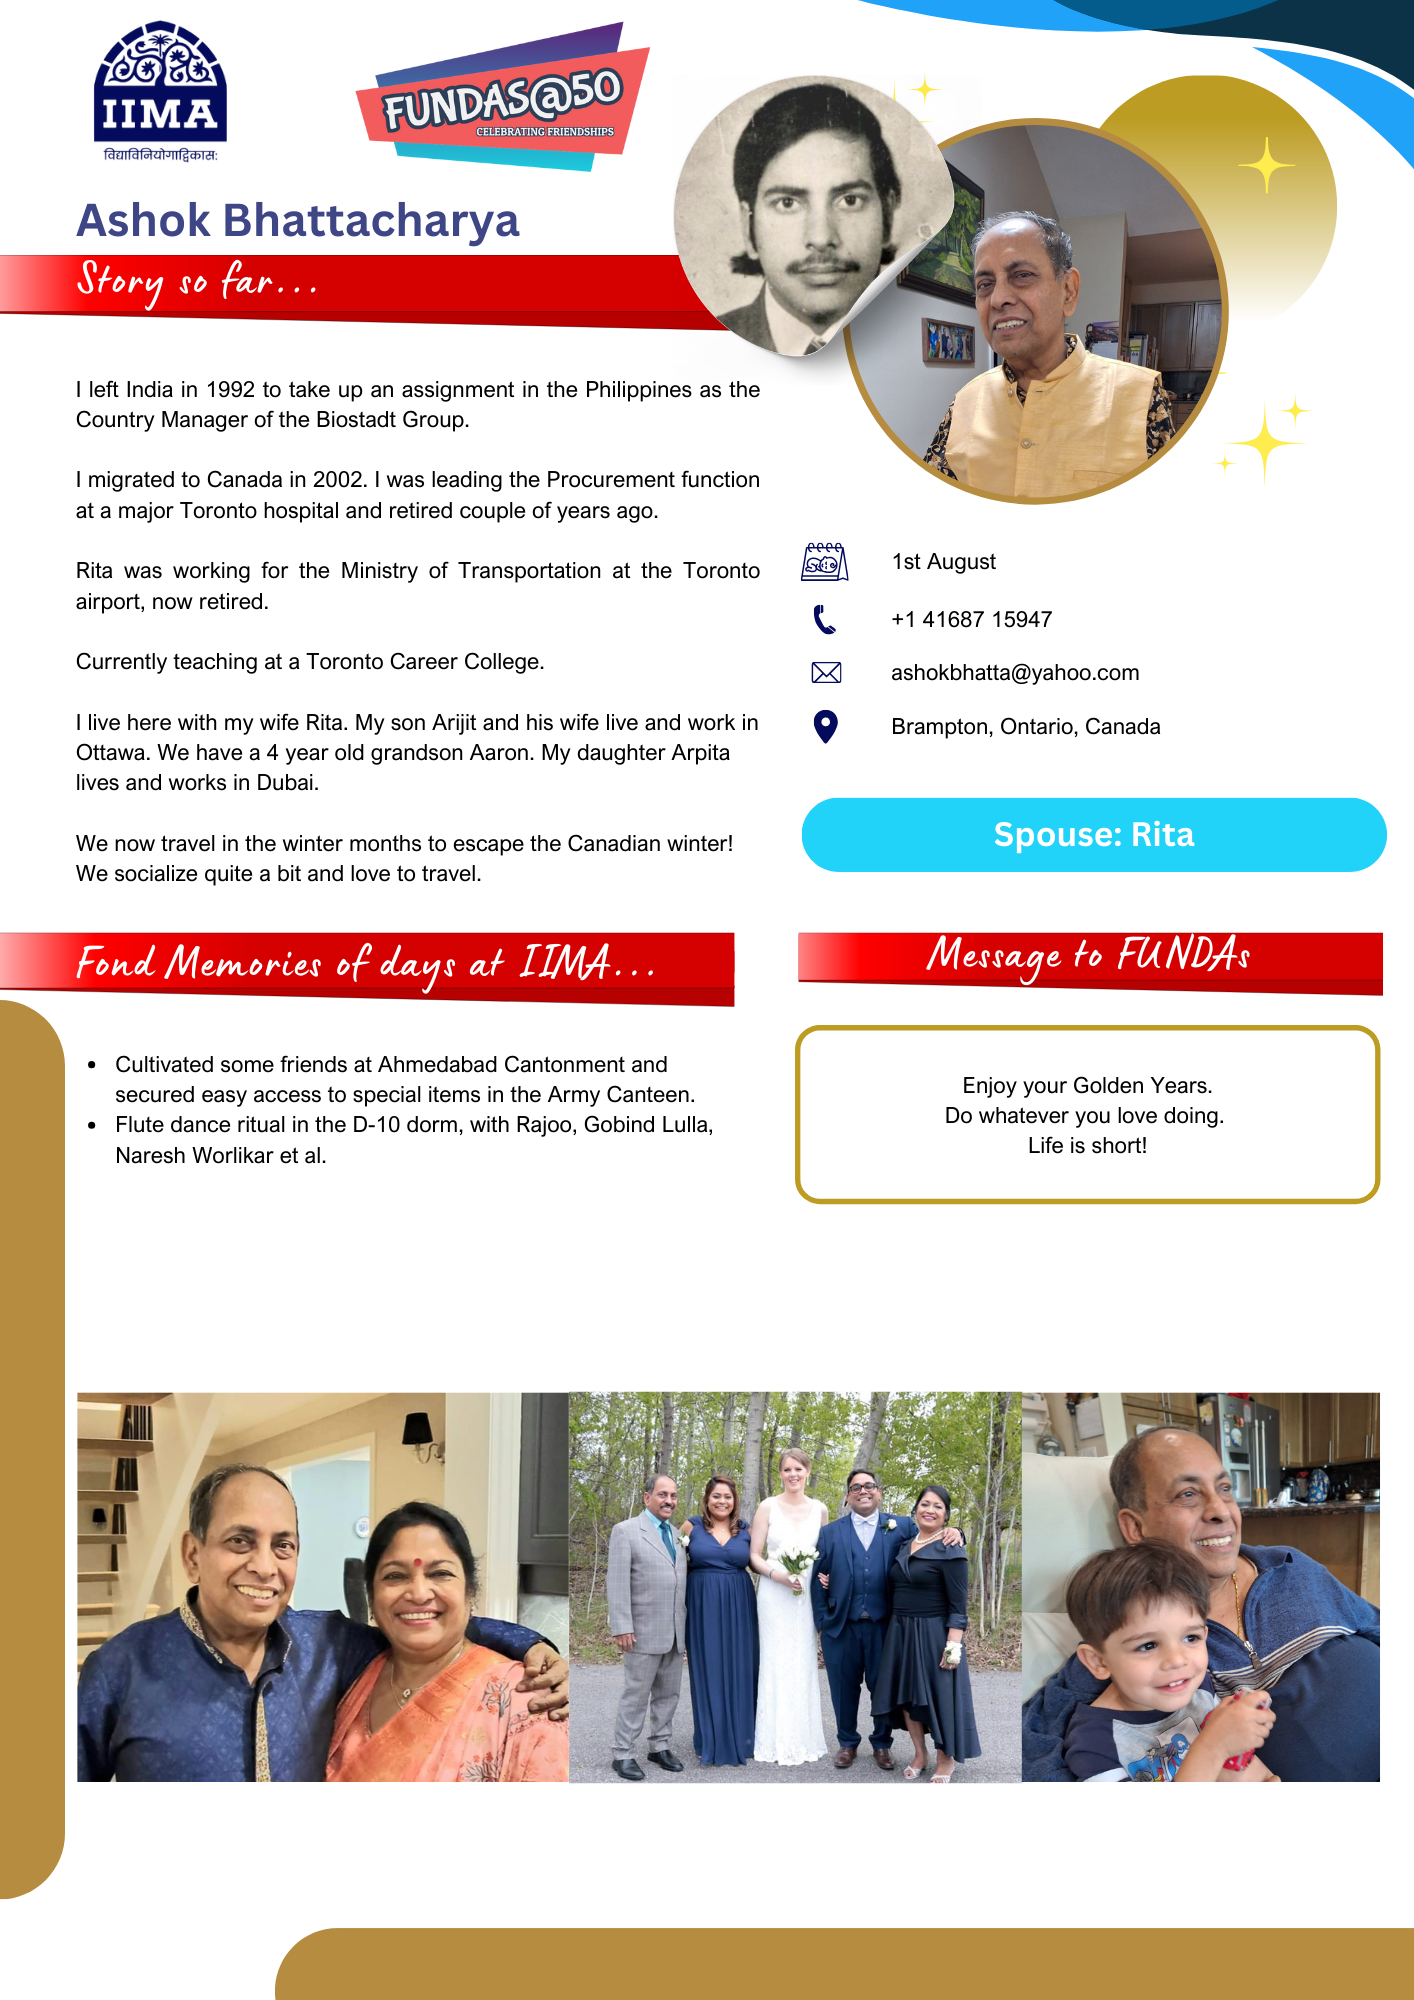 IIMA
विद्याविनियोगाद्विकास:
FUNDAS@50
CELEBRATING FRIENDSHIPS
Ashok Bhattacharya
Story so far...
I left India in 1992 to take up an assignment in the Philippines as the
Country Manager of the Biostadt Group.
I migrated to Canada in 2002. I was leading the Procurement function
at a major Toronto hospital and retired couple of years ago.
Rita was working for the Ministry of Transportation at the Toronto
airport, now retired.
Currently teaching at a Toronto Career College.
I live here with my wife Rita. My son Arijit and his wife live and work in
Ottawa. We have a 4 year old grandson Aaron. My daughter Arpita
lives and works in Dubai.
We now travel in the winter months to escape the Canadian winter!
We socialize quite a bit and love to travel.
1st August
+1 41687 15947
ashokbhatta@yahoo.com
Brampton, Ontario, Canada
Spouse: Rita
Fond Memories of days at IIMA...
Cultivated some friends at Ahmedabad Cantonment and
secured easy access to special items in the Army Canteen.
Flute dance ritual in the D-10 dorm, with Rajoo, Gobind Lulla,
Naresh Worlikar et al.
Message to FUNDAs
Enjoy your Golden Years.
Do whatever you love doing.
Life is short!